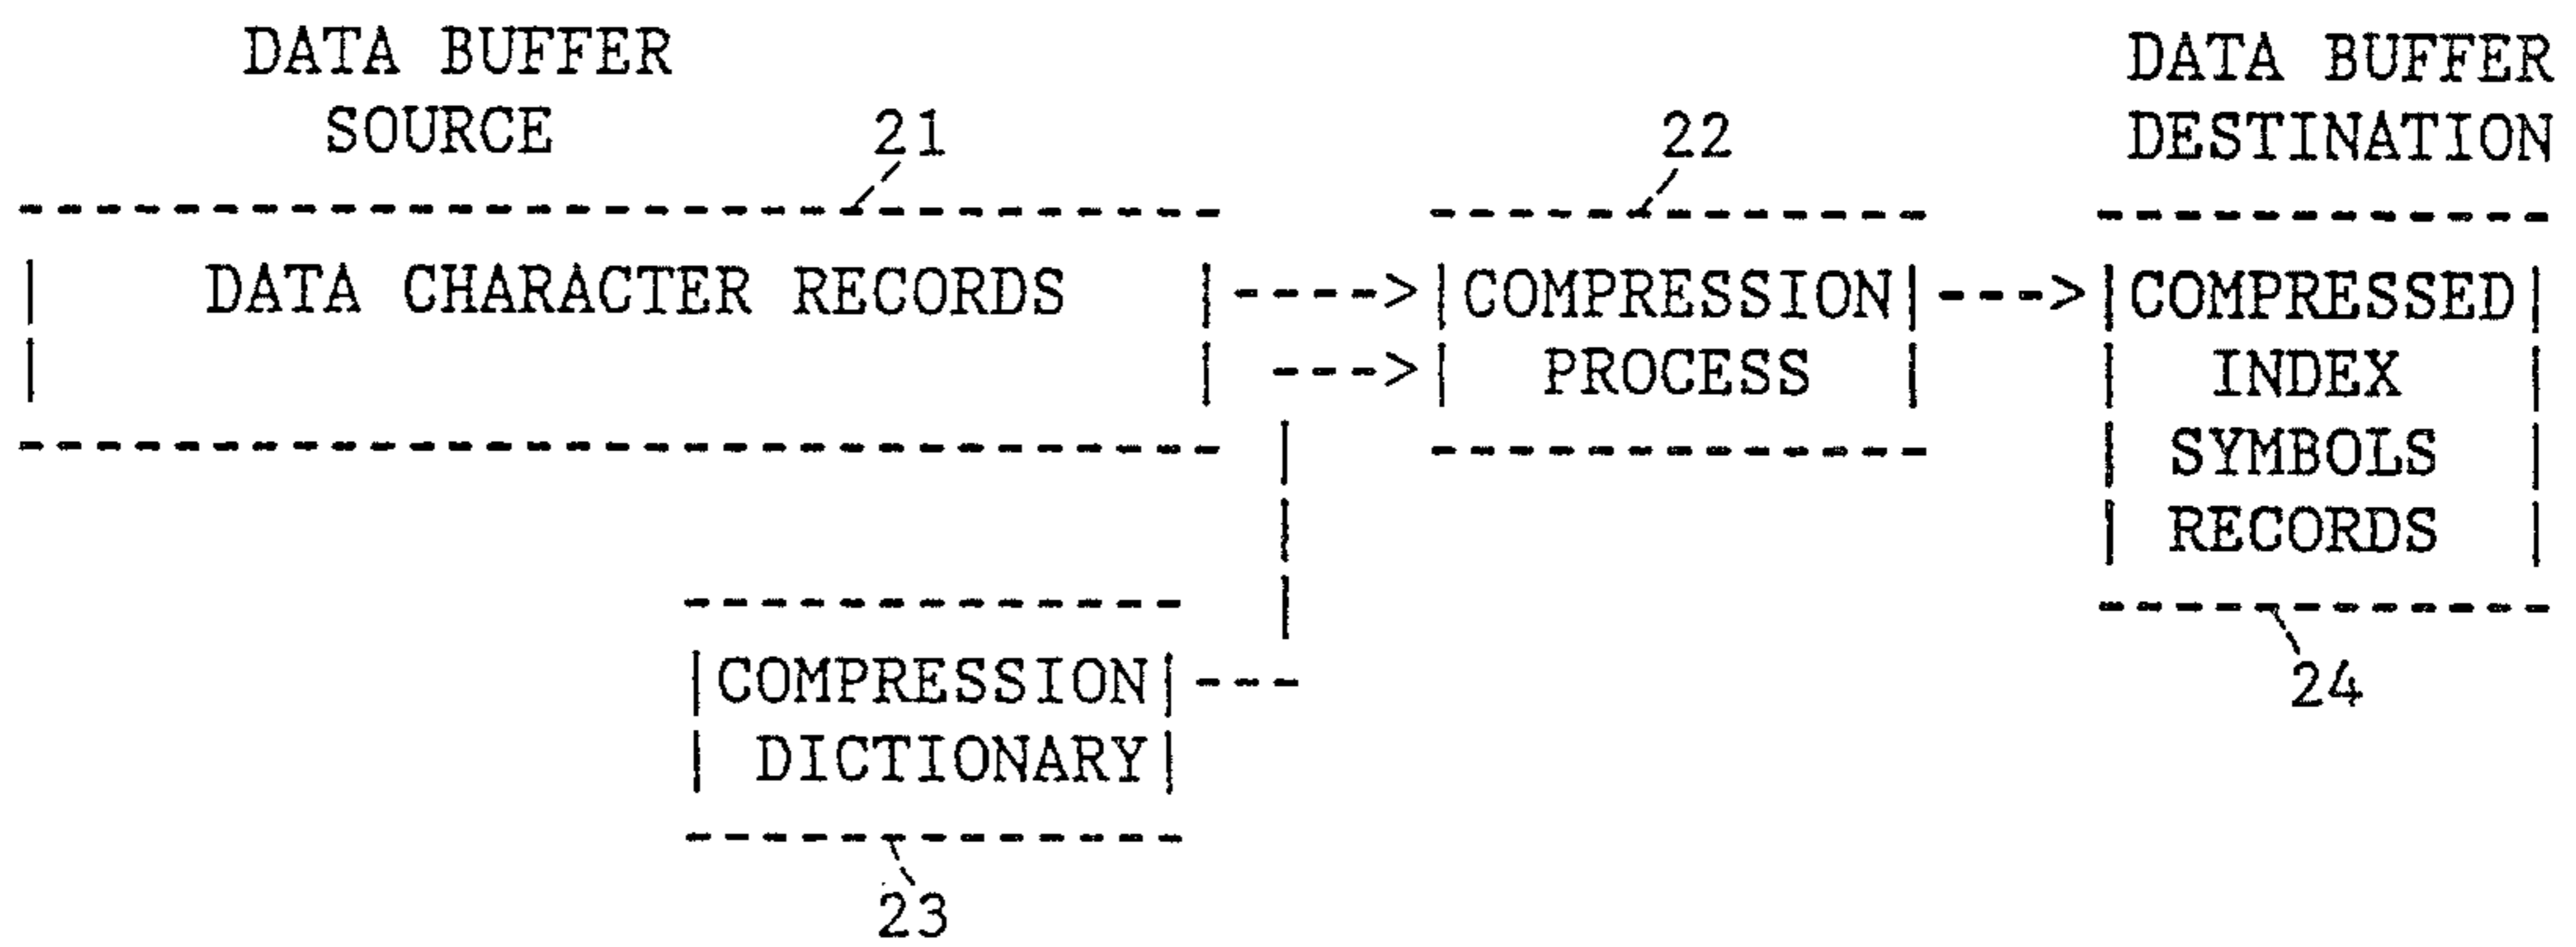 DATA BUFFER
SOURCE
21
22
DATA BUFFER
DESTINATION
DATA CHARACTER RECORDS
COMPRESSION
PROCESS
COMPRESSED
INDEX
SYMBOLS
RECORDS
24
COMPRESSION
DICTIONARY
23